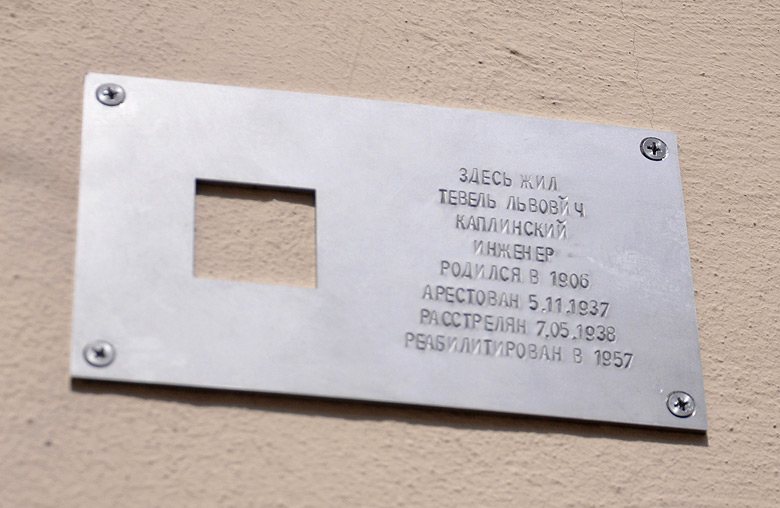 ЗДЕСЬ ЖИЛ
ТЕВЕЛЬ ЛЬВОВИЧ
КАПЛИНСКИЙ
ИНЖЕНЕР
РОДИЛСЯ В 1906
АРЕСТОВАН 5.11.1937
РАССТРЕЛЯН 7.05.1938
РЕАБИЛИТИРОВАН В 1957